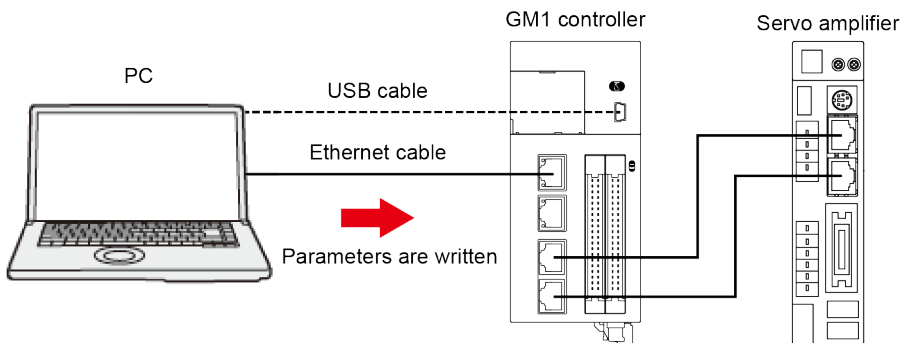 GM1 controller
Servo amplifier
PC
USB cable
Ethernet cable
Parameters are written